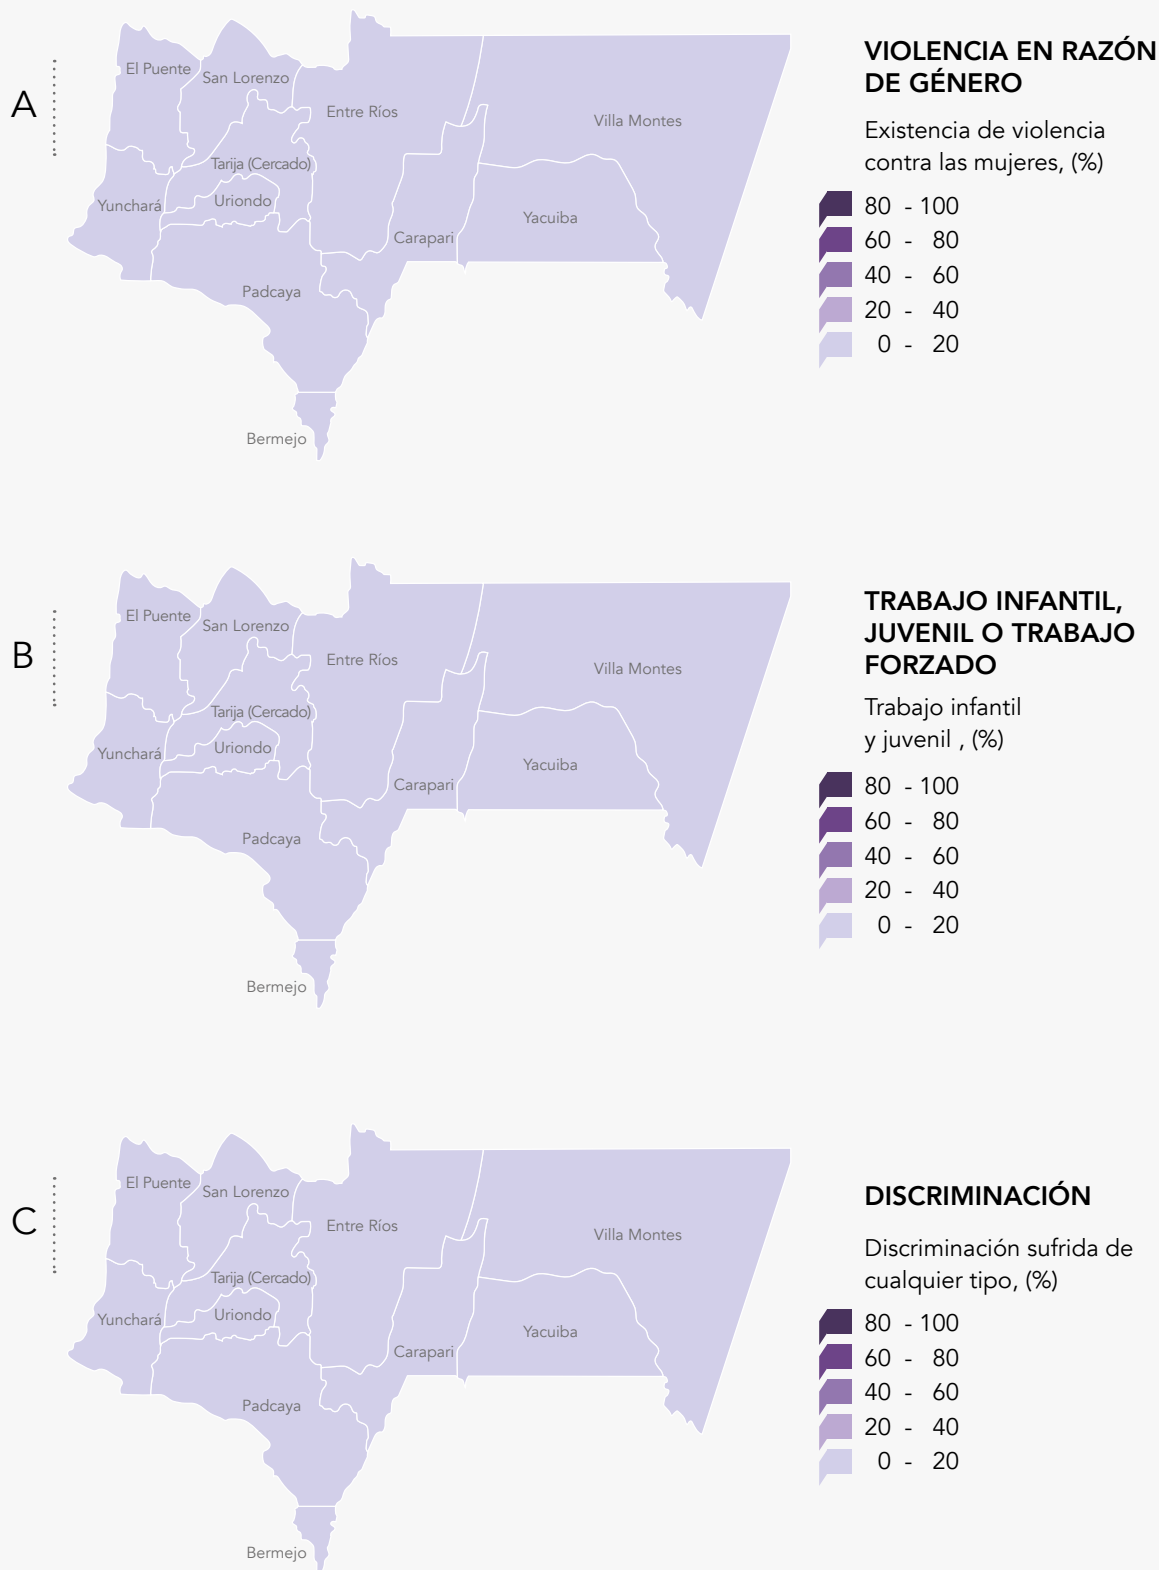 A
El Puente
San Lorenzo
Entre Ríos
Villa Montes
Tarija (Cercado)
Yunchará
Uriondo
Yacuiba
Carapari
Padcaya
Bermejo
VIOLENCIA EN RAZÓN
DE GÉNERO
Existencia de violencia
contra las mujeres, (%)
80 - 100
60 - 80
40 - 60
20 - 40
0 - 20
B
El Puente
San Lorenzo
Entre Ríos
Villa Montes
Tarija (Cercado)
Yunchará
Uriondo
Yacuiba
Carapari
Padcaya
Bermejo
TRABAJO INFANTIL,
JUVENIL O TRABAJO
FORZADO
Trabajo infantil
y juvenil , (%)
80 - 100
60 - 80
40 - 60
20 - 40
0 - 20
C
El Puente
San Lorenzo
Entre Ríos
Villa Montes
Tarija (Cercado)
Yunchará
Uriondo
Yacuiba
Carapari
Padcaya
Bermejo
DISCRIMINACIÓN
Discriminación sufrida de
cualquier tipo, (%)
80 - 100
60 - 80
40 - 60
20 - 40
0 - 20